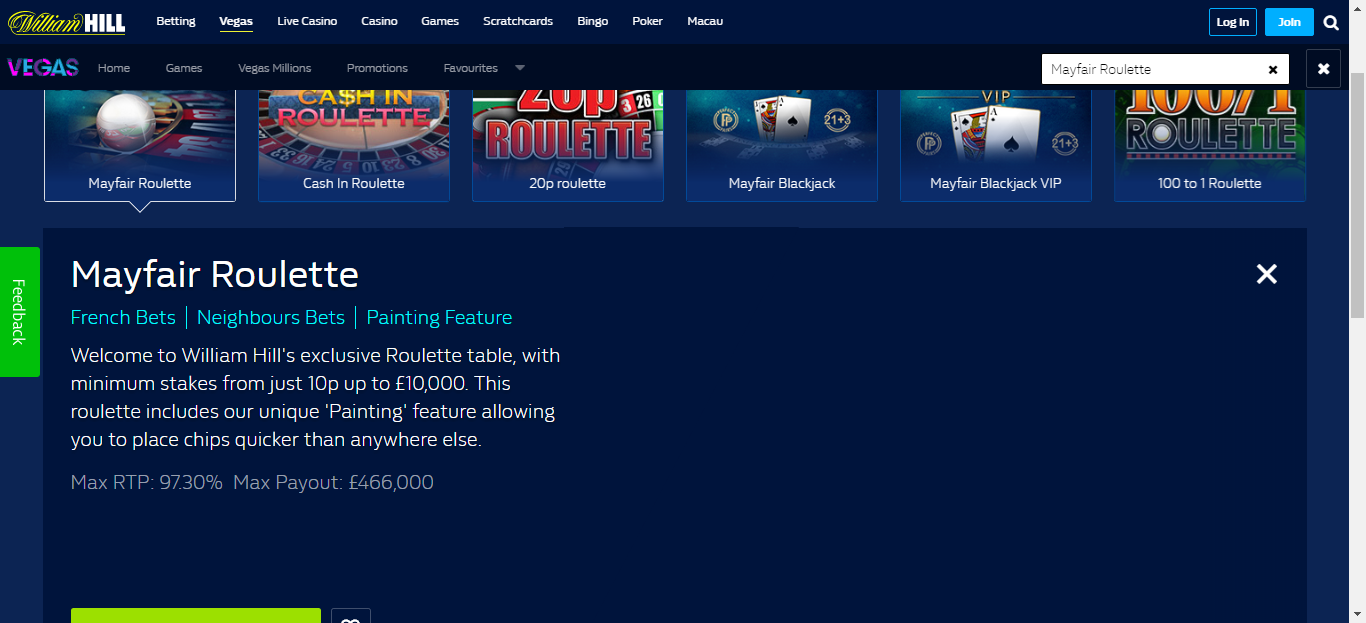 William HILL
Betting Vegas Live Casino Casino Games Scratchcards Bingo Poker Macau
Log In Join
VEGAS Home Games Vegas Millions Promotions Favourites
Mayfair Roulette
CA$H IN
ROULETTE
20p 3 26
ROULETTE
21+3
VIP
21+3
100/1
ROULETTE
Mayfair Roulette
Cash In Roulette
20p roulette
Mayfair Blackjack
Mayfair Blackjack VIP
100 to 1 Roulette
Feedback
Mayfair Roulette
French Bets | Neighbours Bets | Painting Feature
Welcome to William Hill's exclusive Roulette table, with
minimum stakes from just 10p up to £10,000. This
roulette includes our unique 'Painting' feature allowing
you to place chips quicker than anywhere else.
Max RTP: 97.30% Max Payout: £466,000